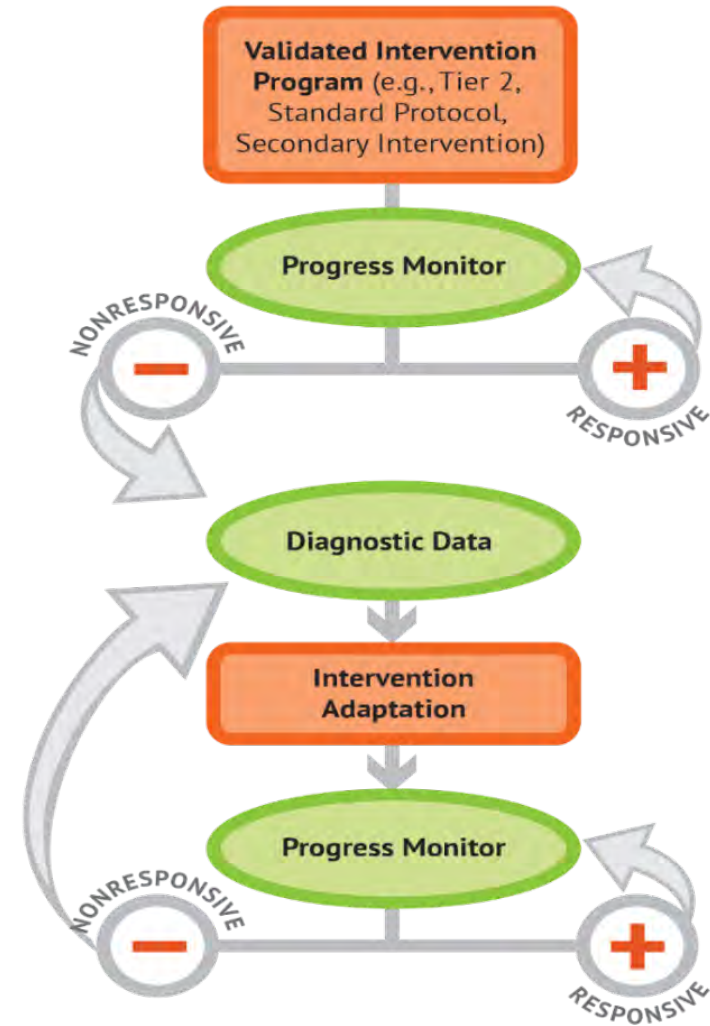 Validated Intervention
Program (e.g., Tier 2,
Standard Protocol,
Secondary Intervention)
Progress Monitor
NONRESPONSIVE
RESPONSIVE
Diagnostic Data
Intervention
Adaptation
Progress Monitor
NONRESPONSIVE
RESPONSIVE